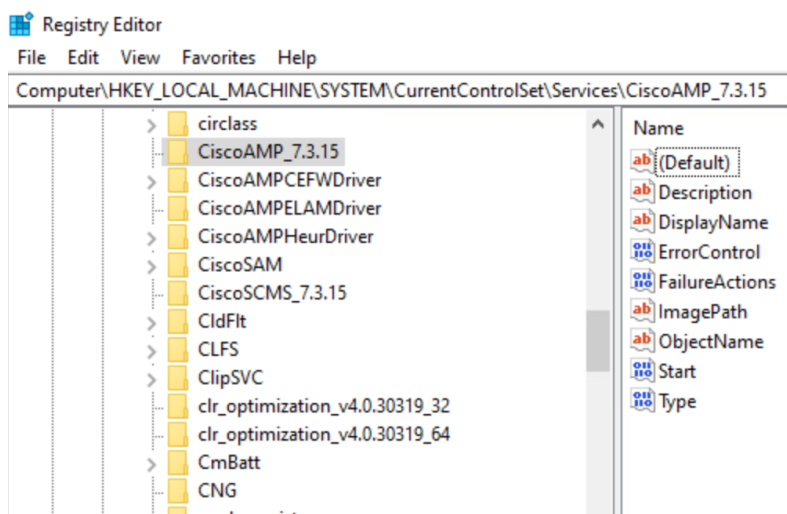 Registry Editor
File Edit View Favorites Help
Computer\HKEY_LOCAL_MACHINE\SYSTEM\CurrentControlSet\Services\CiscoAMP_7.3.15
circlass
CiscoAMP_7.3.15
CiscoAMPCEFWDriver
CiscoAMPELAMDriver
CiscoAMPHeurDriver
CiscoSAM
CiscoSCMS_7.3.15
CldFlt
CLFS
ClipSVC
clr_optimization_v4.0.30319_32
clr_optimization_v4.0.30319_64
CmBatt
CNG
Name
(Default)
Description
DisplayName
ErrorControl
FailureActions
ImagePath
ObjectName
Start
Type